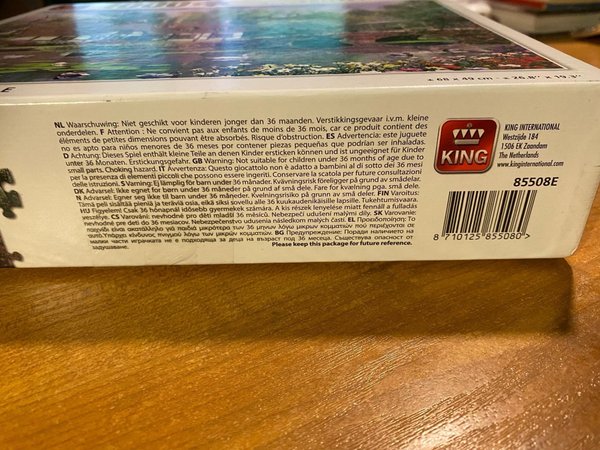 ± 68 x 49 cm - ± 26.8" x 19.3"
NL Waarschuwing: Niet geschikt voor kinderen jonger dan 36 maanden. Verstikkingsgevaar i.v.m. kleine
onderdelen. F Attention : Ne convient pas aux enfants de moins de 36 mois, car ce produit contient des
éléments de petites dimensions pouvant être absorbés. Risque d'obstruction. ES Advertencia: este juguete
no es apto para niños menores de 36 meses por contener piezas pequeñas que podrían ser inhaladas.
D Achtung: Dieses Spiel enthält kleine Teile an denen Kinder ersticken können und ist ungeeignet für Kinder
unter 36 Monaten. Erstickungsgefahr. GB Warning: Not suitable for children under 36 months of age due to
small parts. Choking hazard. IT Avvertenza: Questo giocattolo non è adatto a bambini al di sotto dei 36 mesi
per la presenza di elementi piccoli che possono essere ingeriti. Conservare la scatola per future consultazioni
delle istruzioni. S Varning: Ej lämplig för barn under 36 månader. Kvävningsrisk föreligger på grund av smådelar.
DK. Advarsel: Ikke egnet for børn under 36 måneder på grund af små dele. Fare for kvælning pga. små dele.
N Advarsel: Egner seg ikke til barn under 36 måneder. Kvelningsrisiko på grunn av små deler. FIN Varoitus:
Tämä peli sisältää pieniä ja teräviä osia, eikä siksi sovellu alle 36 kuukaudenikäisille lapsille. Tukehtumisvaara.
HU Figyelem! Csak 36 hónapnál idősebb gyermekek számára. A kis részek lenyelése miatt fennáll a fulladás
veszélye. CS Varování: nevhodné pro děti mladší 36 měsíců. Nebezpečí udušení malými díly. SK Varovanie:
nevhodné pre deti do 36 mesiacov. Nebezpečenstvo udusenia následkom malých častí. EL Προειδοποίηση: Το
παιχνίδι είναι ακατάλληλο για παιδιά μικρότερα των 36 μηνών λόγω μικρών κομματιών που περιέχονται σε
αυτό. Υπάρχει κίνδυνος πνιγμού λόγω των μικρών κομματιών. BG Предупреждение: Поради наличието на
малки части играчката не е подходяща за деца на възраст под 36 месеца. Съществува опасност от
задушаване.
Please keep this package for future reference.
KING
KING INTERNATIONAL
Westzijde 184
1506 EK Zaandam
The Netherlands
www.kinginternational.com
85508E
8 710125 855080 >